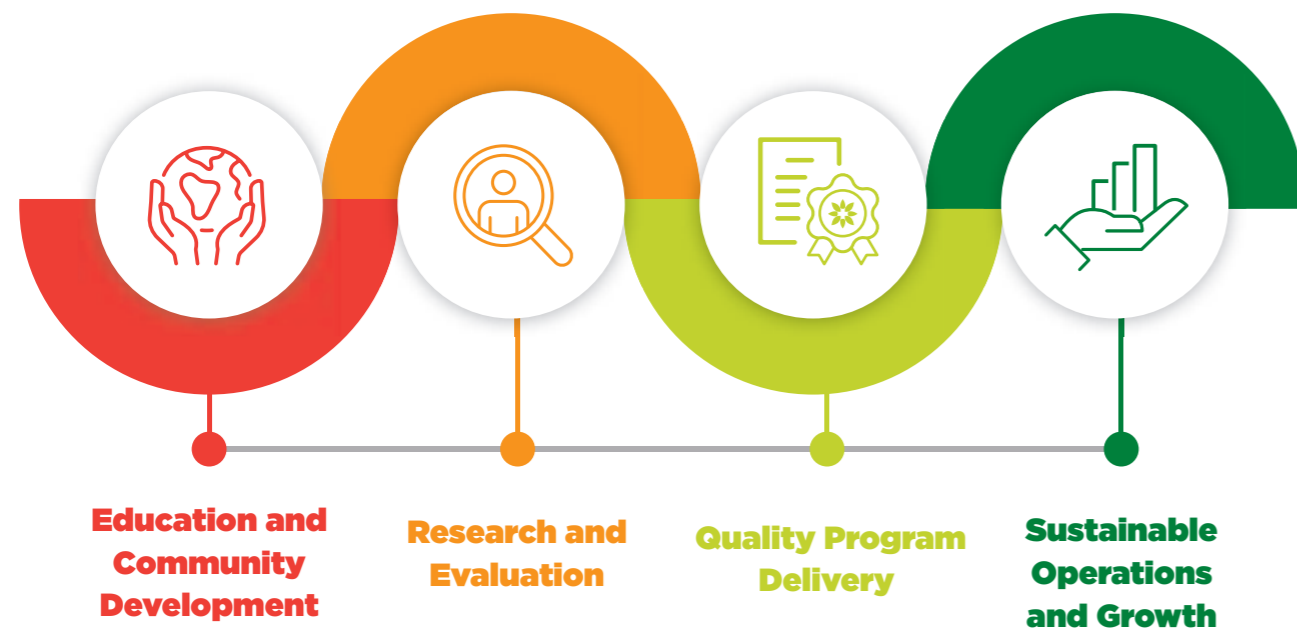 Education and
Community
Development
Research and
Evaluation
Quality Program
Delivery
Sustainable
Operations
and Growth